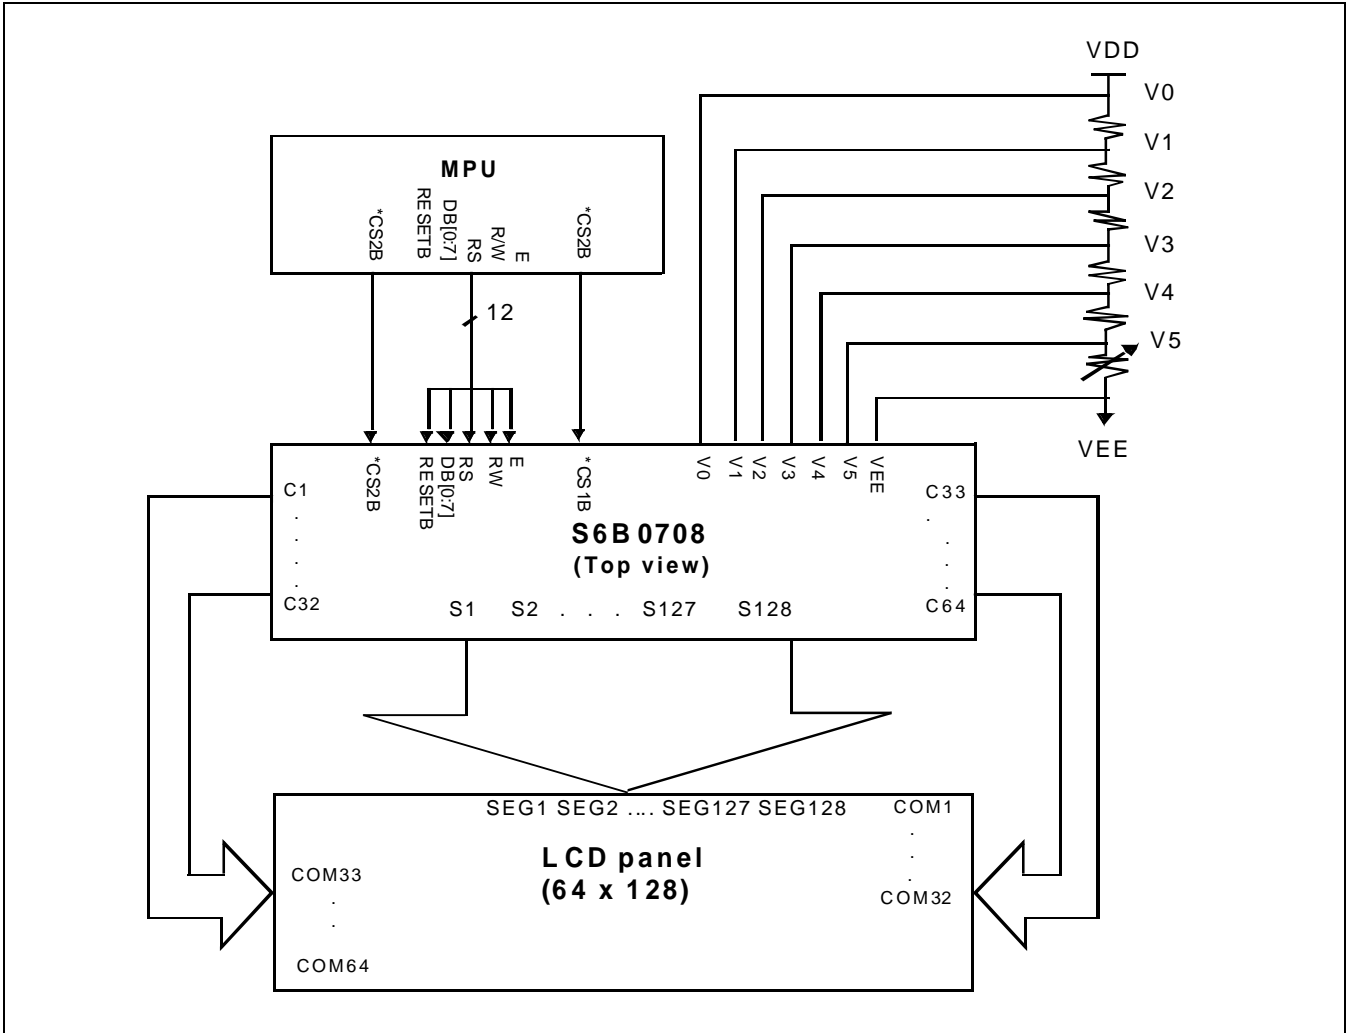 VDD
V0
V1
V2
V3
V4
V5
VEE
MPU
*CS2B
RESETB
DB[0:7]
RS
R/W
E
*CS2B
12
*CS2B
RESETB
DB[0:7]
RS
RW
E
*CS1B
V0
V1
V2
V3
V4
V5
VEE
C1
.
.
.
.
C32
S6B0708
(Top view)
C33
.
.
.
.
C64
S1 S2 . . . S127 S128
SEG1 SEG2 .... SEG127 SEG128
LCD panel
(64 x 128)
COM33
.
.
COM64
COM1
.
.
.
COM32